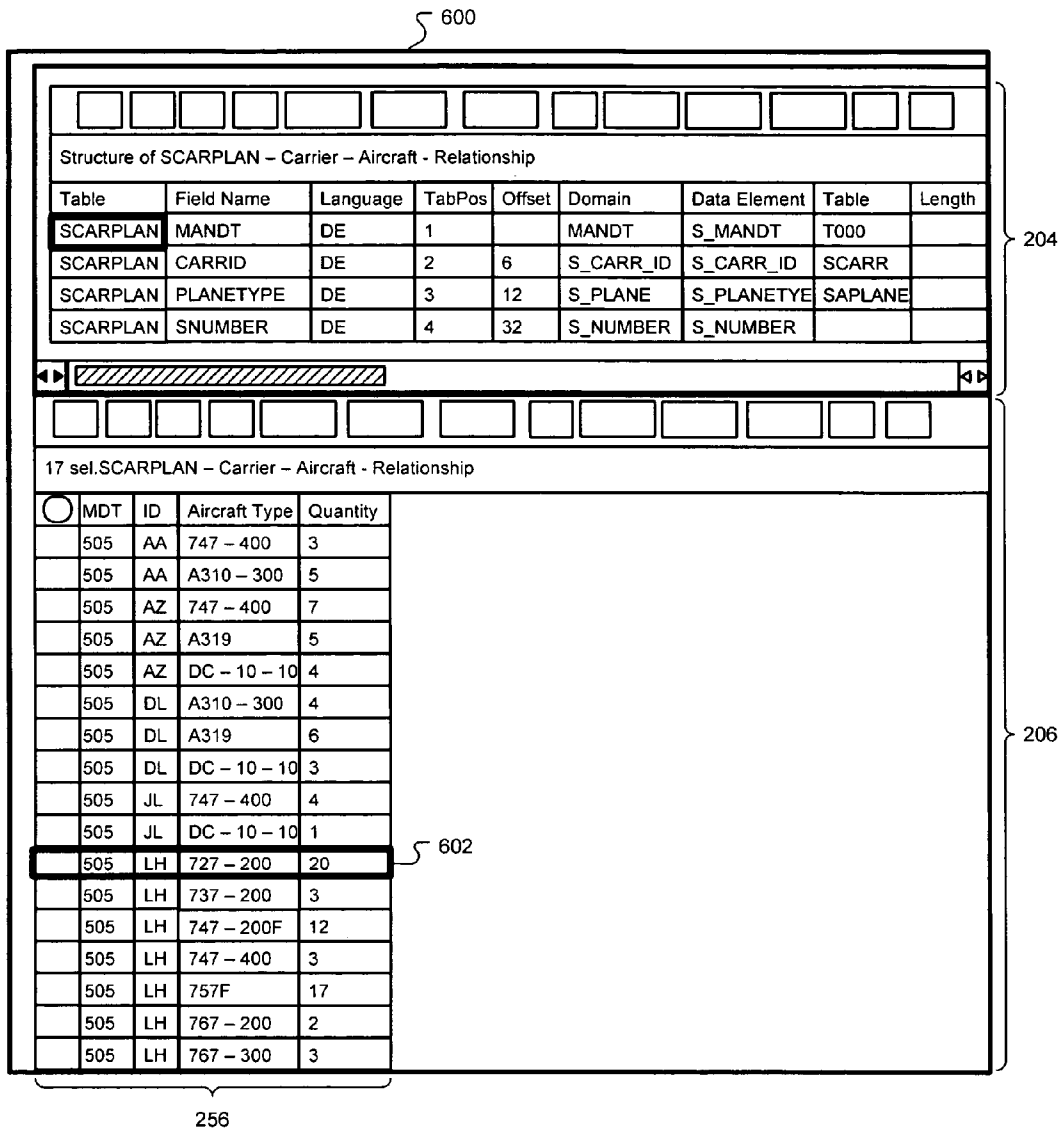 600
Structure of SCARPLAN – Carrier – Aircraft - Relationship
Table Field Name Language TabPos Offset Domain Data Element Table Length
SCARPLAN MANDT DE 1 MANDT S_MANDT T000
SCARPLAN CARRID DE 2 6 S_CARR_ID S_CARR_ID SCARR
SCARPLAN PLANETYPE DE 3 12 S_PLANE S_PLANETYE SAPLANE
SCARPLAN SNUMBER DE 4 32 S_NUMBER S_NUMBER
204
17 sel.SCARPLAN – Carrier – Aircraft - Relationship
MDT ID Aircraft Type Quantity
505 AA 747 – 400 3
505 AA A310 – 300 5
505 AZ 747 – 400 7
505 AZ A319 5
505 AZ DC – 10 – 10 4
505 DL A310 – 300 4
505 DL A319 6
505 DL DC – 10 – 10 3
505 JL 747 – 400 4
505 JL DC – 10 – 10 1
505 LH 727 – 200 20
602
505 LH 737 – 200 3
505 LH 747 – 200F 12
505 LH 747 – 400 3
505 LH 757F 17
505 LH 767 – 200 2
505 LH 767 – 300 3
206
256